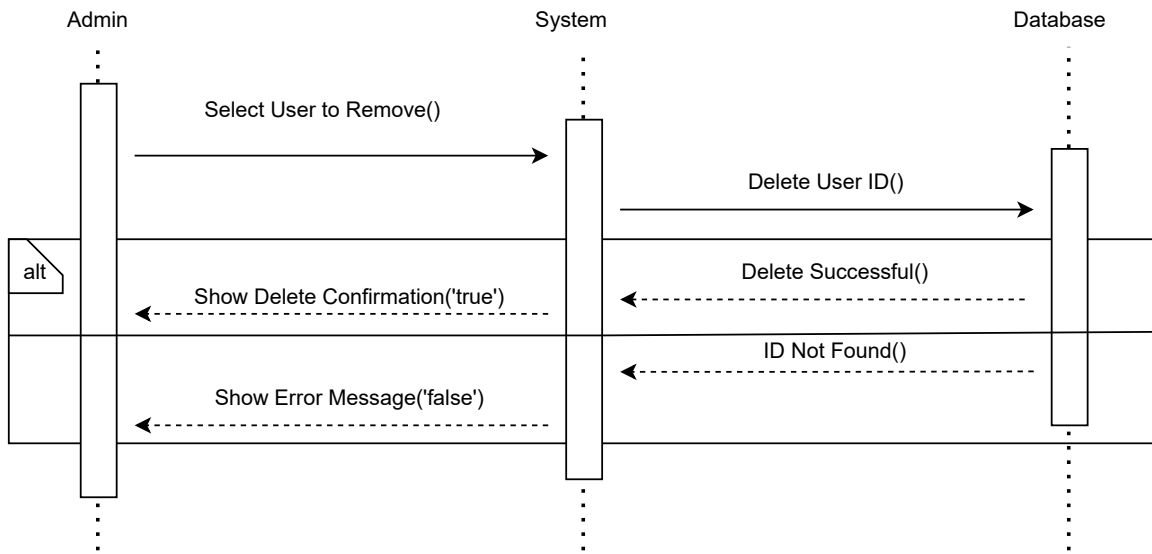 Admin
System
Database
Select User to Remove()
Delete User ID()
alt
Delete Successful()
Show Delete Confirmation('true')
ID Not Found()
Show Error Message('false')